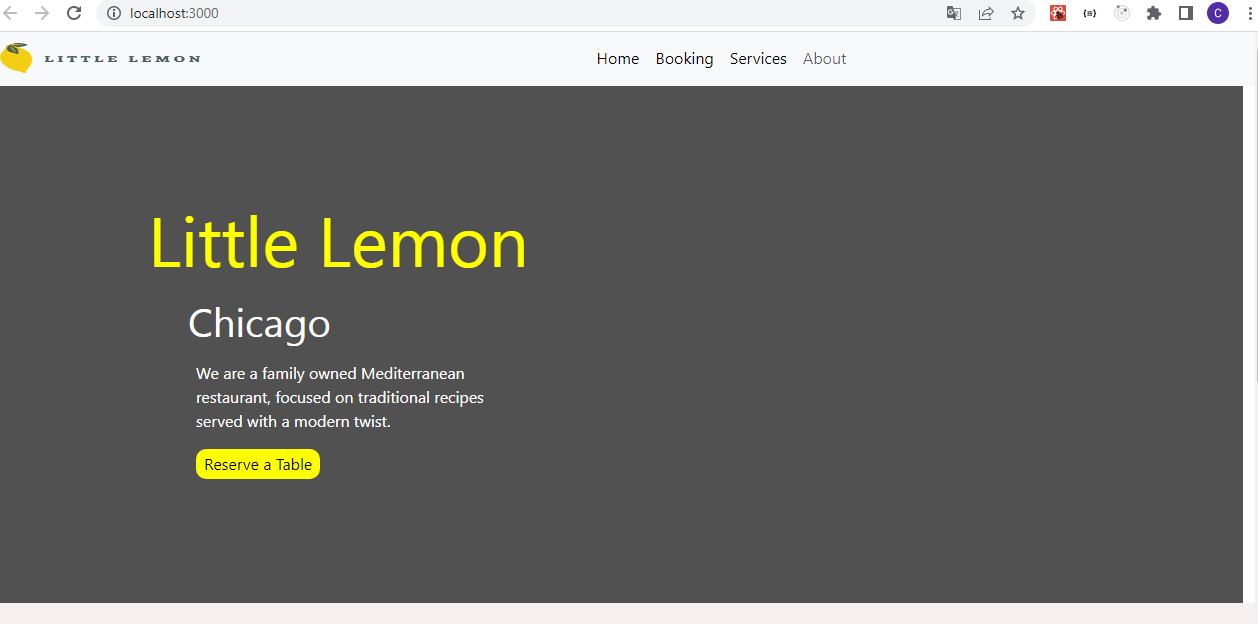 localhost:3000
C
LITTLE LEMON
Home Booking Services About
Little Lemon
Chicago
We are a family owned Mediterranean
restaurant, focused on traditional recipes
served with a modern twist.
Reserve a Table